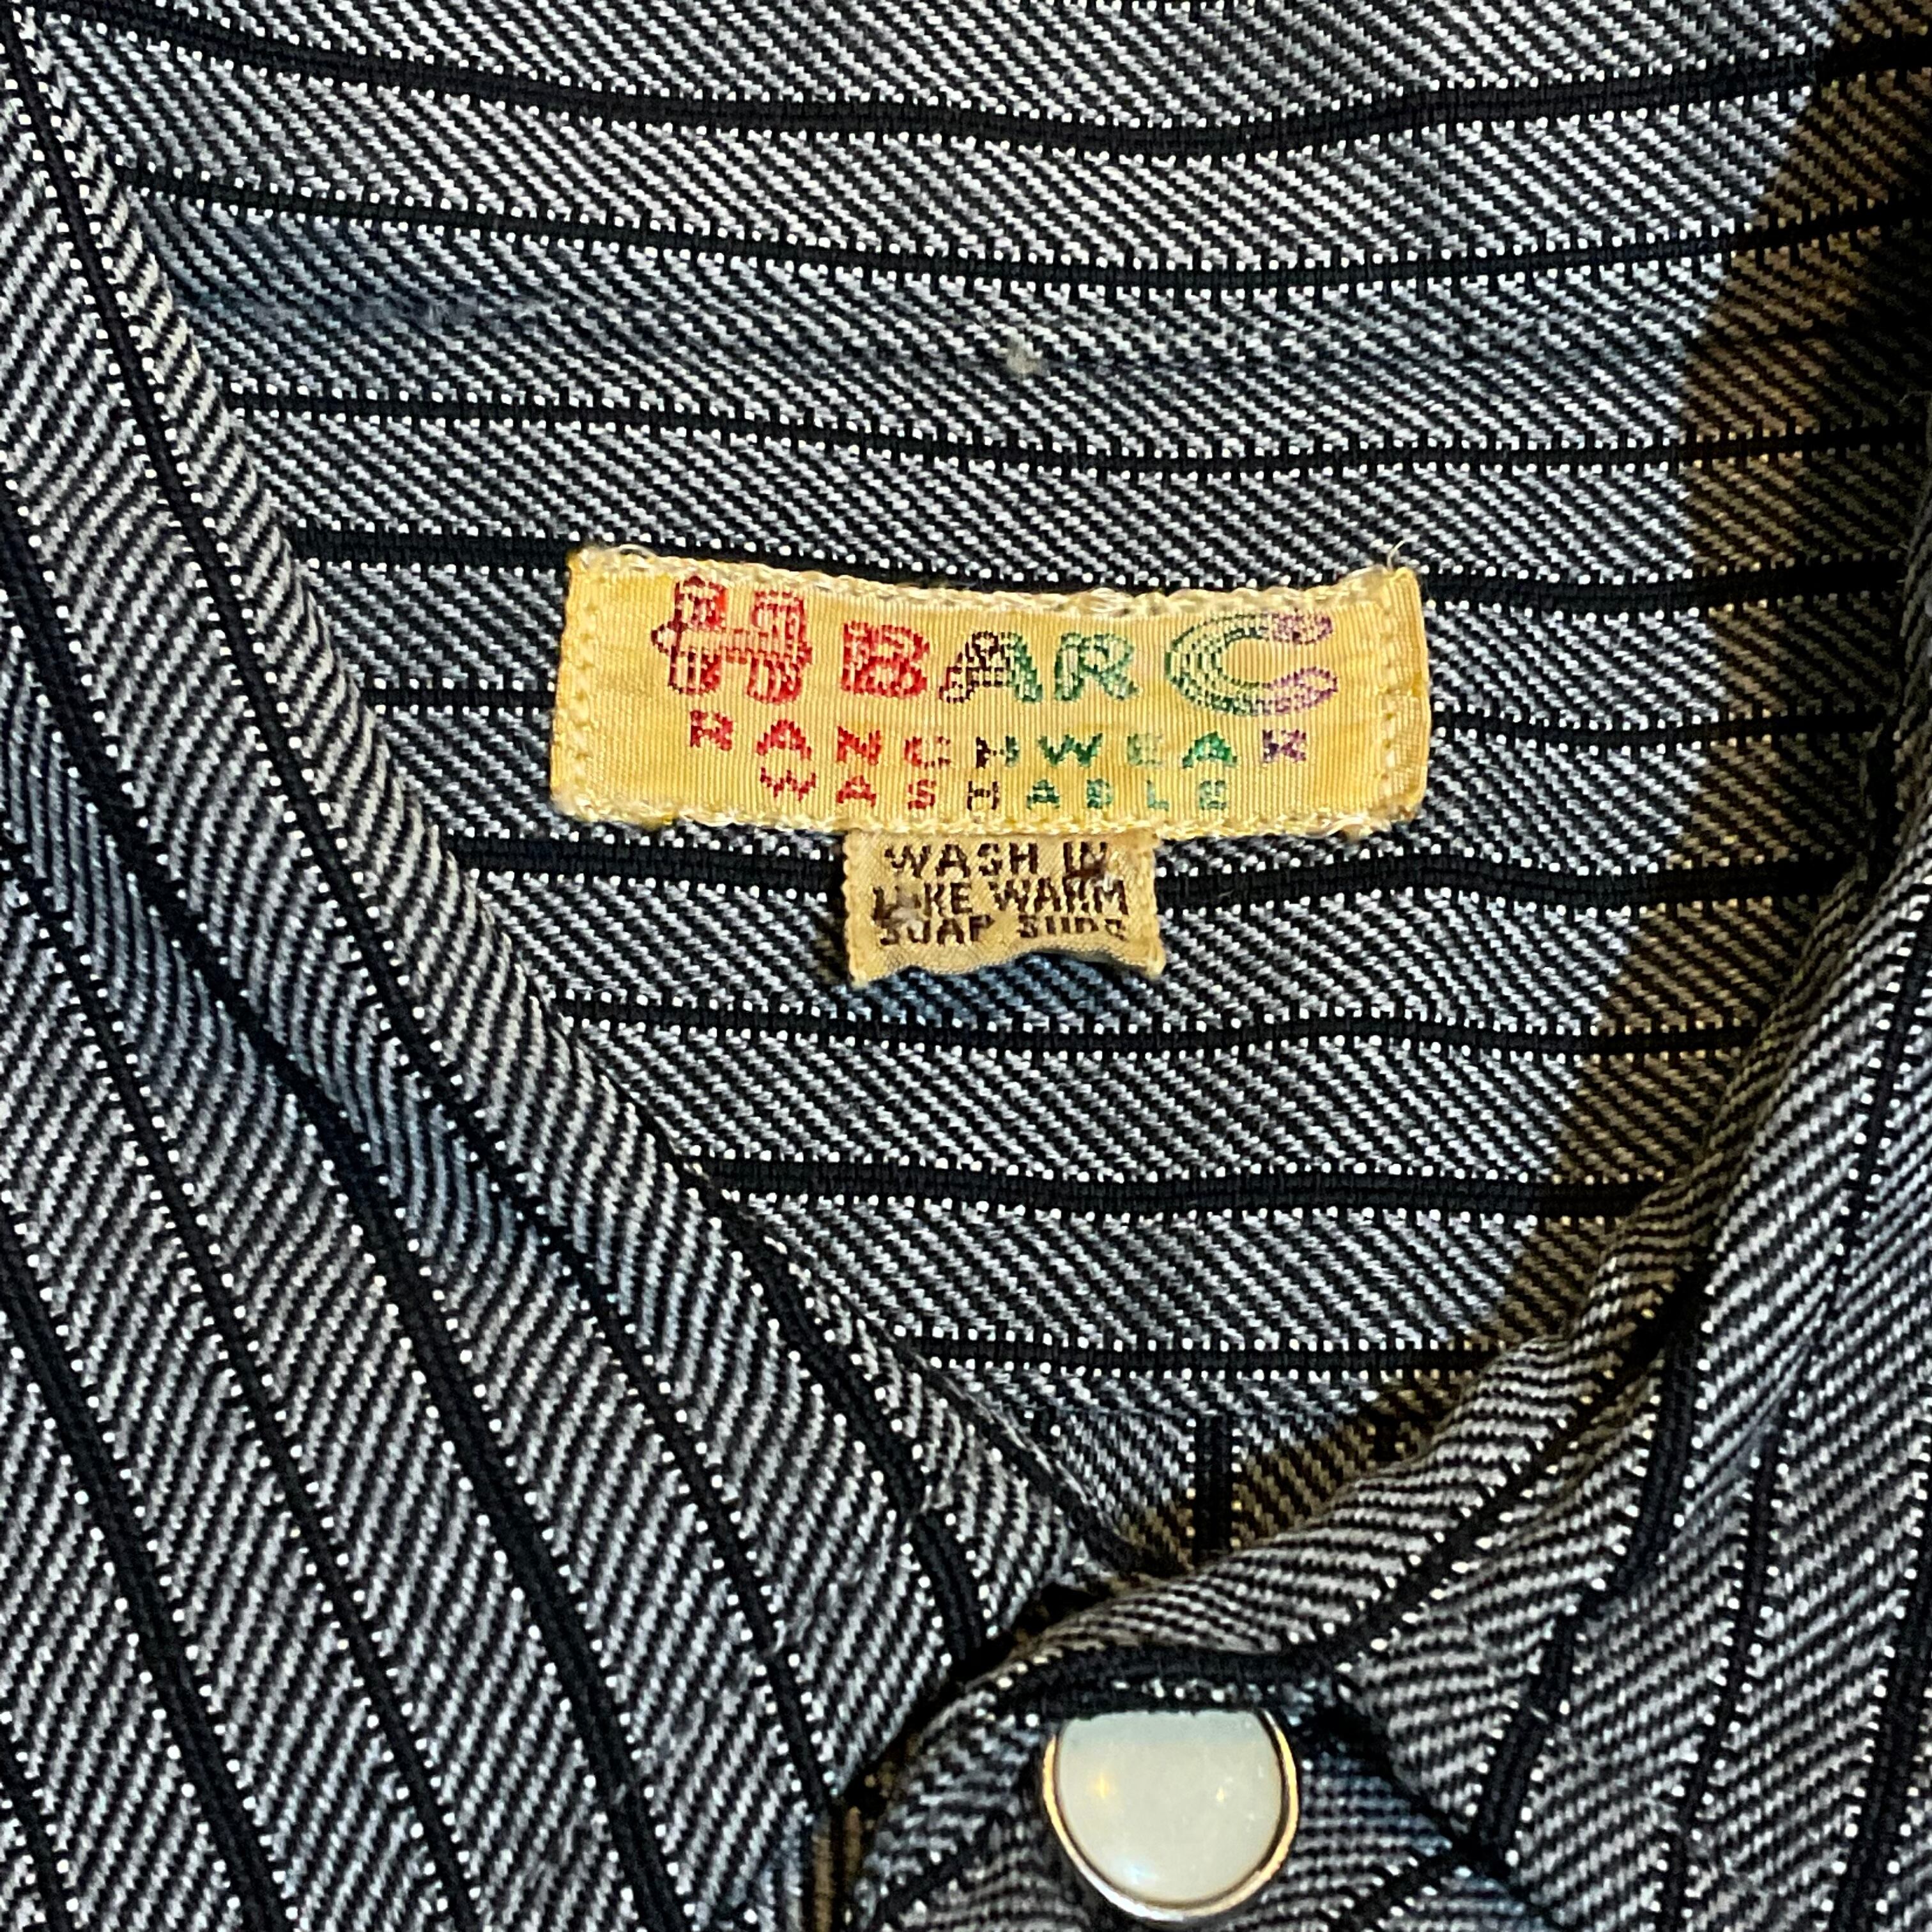 H BAR C
RANCHWEAR
WASHABLE
WASH IN
LUKE WARM
SOAP SUDS